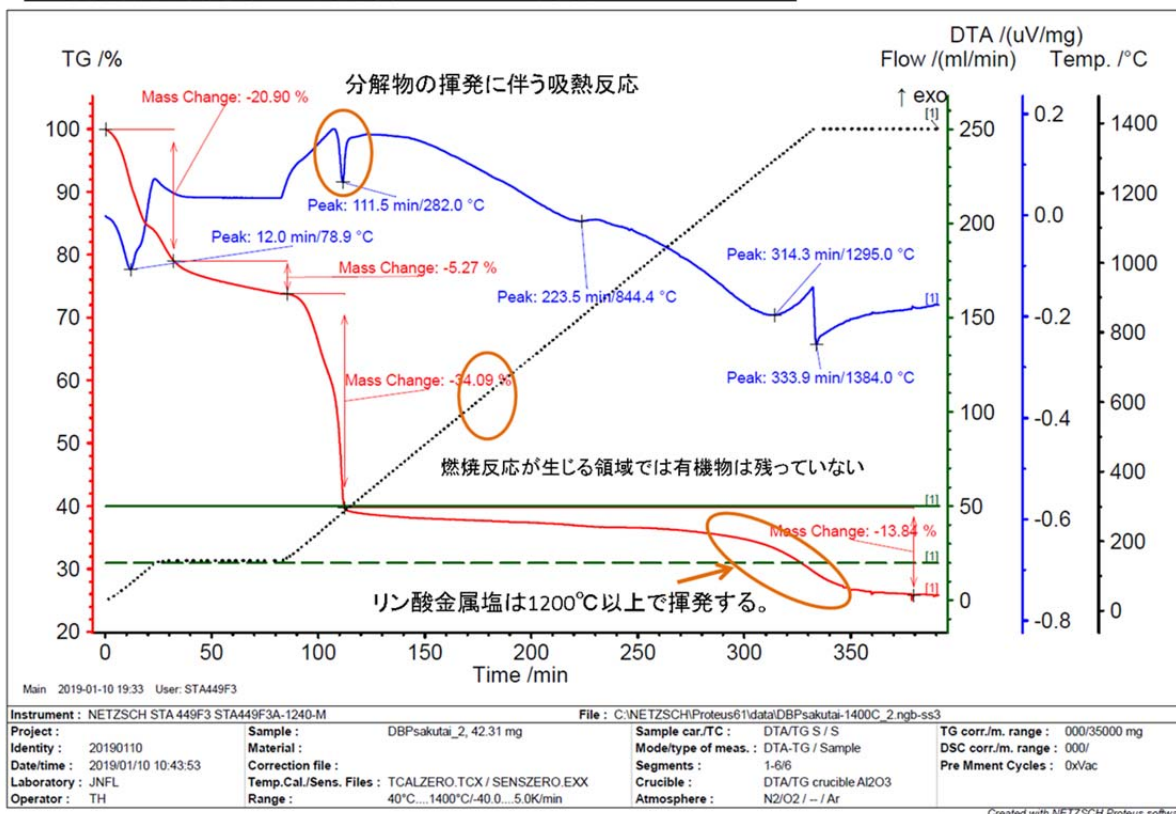 DTA /(uV/mg)
TG /%
Flow /(ml/min)
Temp. /°C
分解物の揮発に伴う吸熱反応
Mass Change: -20.90 %
↑ exo
[1]
100
250
0.2
1400
90
1200
Peak: 111.5 min/282.0 °C
200
0.0
Peak: 12.0 min/78.9 °C
80
Peak: 314.3 min/1295.0 °C
1000
Mass Change: -5.27 %
Peak: 223.5 min/844.4 °C
[1]
70
150
-0.2
800
Mass Change: -34.09 %
Peak: 333.9 min/1384.0 °C
60
600
100
-0.4
50
燃焼反応が生じる領域では有機物は残っていない
400
[1]
40
50
-0.6
Mass Change: -13.84 %
[1]
30
200
[1]
リン酸金属塩は1200℃以上で揮発する。
0
0
20
-0.8
0
50
100
150
200
250
300
350
Time /min
Main 2019-01-10 19:33 User: STA449F3
Instrument : NETZSCH STA 449F3 STA449F3A-1240-M
File : C:\NETZSCH\Proteus61\data\DBPsakutai-1400C_2.ngb-ss3
Project :
Identity : 20190110
Date/time : 2019/01/10 10:43:53
Laboratory : JNFL
Operator : TH
Sample : DBPsakutai_2, 42.31 mg
Material :
Correction file :
Temp.Cal./Sens. Files : TCALZERO.TCX / SENSZERO.EXX
Range : 40°C....1400°C/-40.0....5.0K/min
Sample car./TC : DTA/TG S / S
Mode/type of meas. : DTA-TG / Sample
Segments : 1-6/6
Crucible : DTA/TG crucible Al2O3
Atmosphere : N2/O2 / -- / Ar
TG corr./m. range : 000/35000 mg
DSC corr./m. range : 000/
Pre Mment Cycles : 0xVac
Created with NETZSCH Proteus software